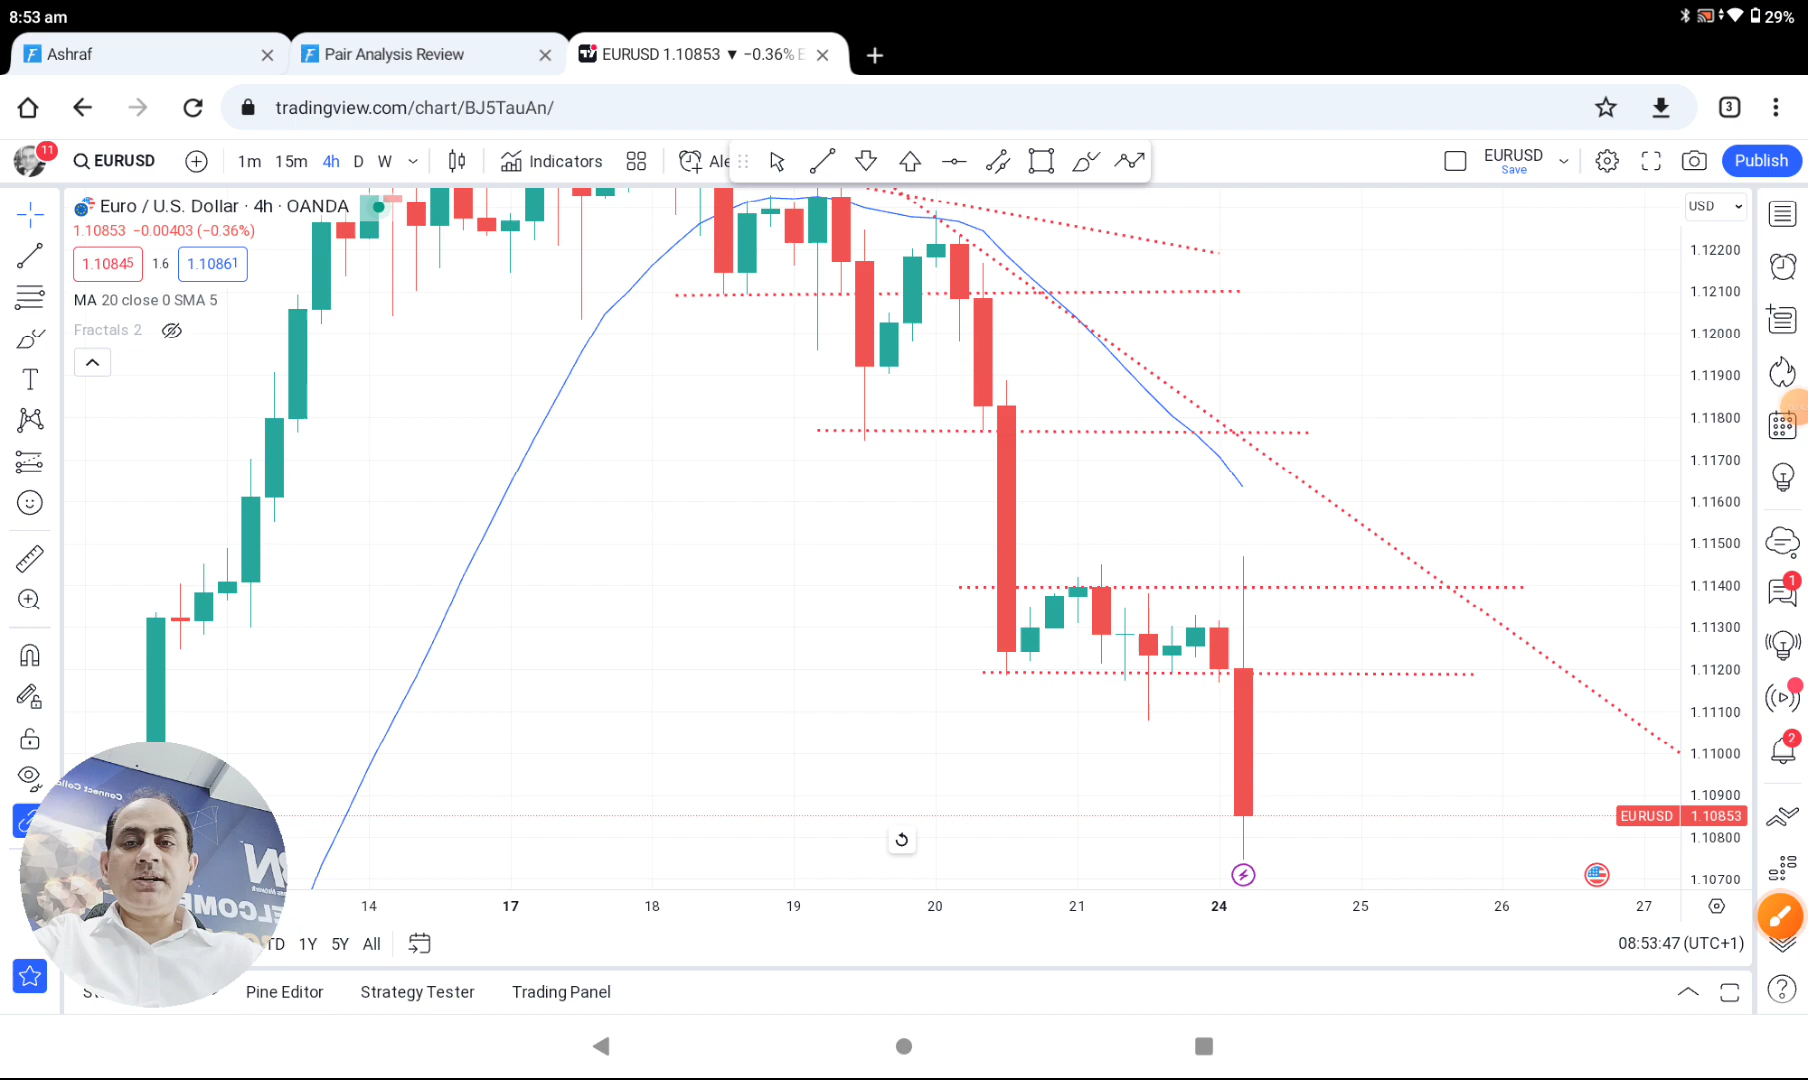 8:53 am
29%
Ashraf
Pair Analysis Review
EURUSD 1.10853 ▼ −0.36% E
tradingview.com/chart/BJ5TauAn/
3
11
EURUSD
1m 15m 4h D W
Indicators
Ale
EURUSD
Save
Publish
Euro / U.S. Dollar · 4h · OANDA
1.10853 −0.00403 (−0.36%)
1.10845 1.6 1.10861
MA 20 close 0 SMA 5
Fractals 2
USD
1.12200
1.12100
1.12000
1.11900
1.11800
1.11700
1.11600
1.11500
1.11400
1.11300
1.11200
1.11100
1.11000
1.10900
EURUSD 1.10853
1.10800
1.10700
1
2
Connect Colla
WELCOME
14 17 18 19 20 21 24 25 26 27
TD 1Y 5Y All
08:53:47 (UTC+1)
Pine Editor
Strategy Tester
Trading Panel